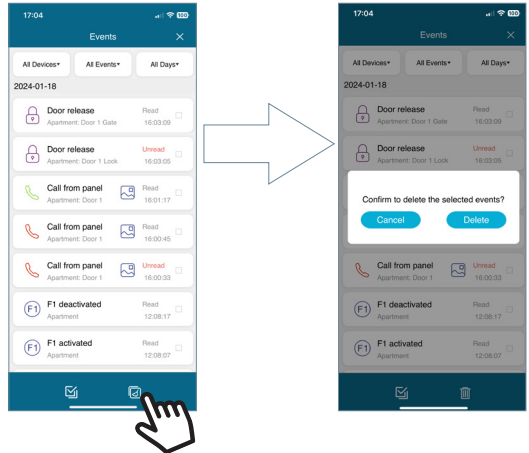 17:04
100
Events
All Devices All Events All Days
2024-01-18
Door release Read
Apartment: Door 1 Gate 16:03:09
Door release Unread
Apartment: Door 1 Lock 16:03:05
Call from panel Read
Apartment: Door 1 16:01:17
Call from panel Read
Apartment: Door 1 16:00:45
Call from panel Unread
Apartment: Door 1 16:00:33
F1 F1 deactivated Read
Apartment 12:08:17
F1 F1 activated Read
Apartment 12:08:07
17:04
100
Events
All Devices All Events All Days
2024-01-18
Door release Read
Apartment: Door 1 Gate 16:03:09
Door release Unread
Apartment: Door 1 Lock 16:03:05
Confirm to delete the selected events?
Cancel Delete
Call from panel Unread
Apartment: Door 1 16:00:33
F1 F1 deactivated Read
Apartment 12:08:17
F1 F1 activated Read
Apartment 12:08:07